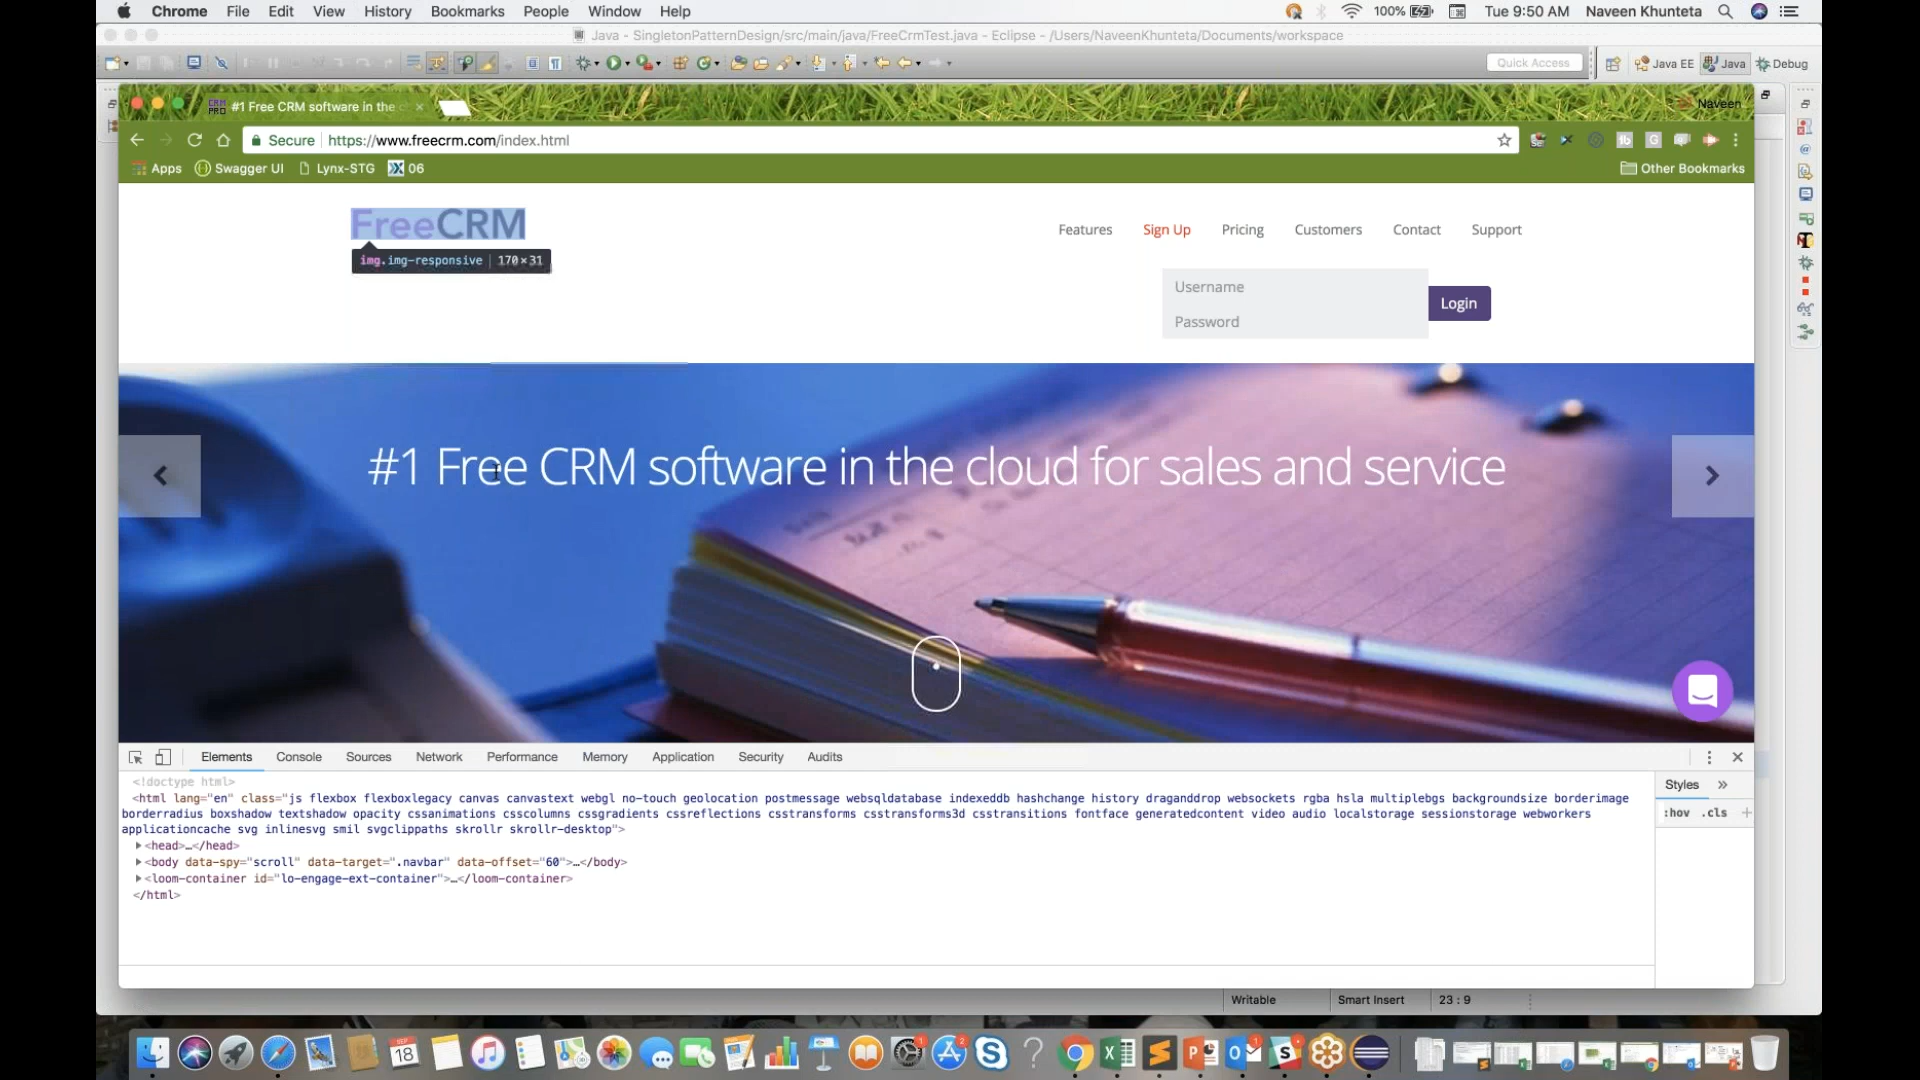 Chrome File Edit View History Bookmarks People Window Help 100% Tue 9:50 AM Naveen Khunteta
Java - SingletonPatternDesign/src/main/java/FreeCrmTest.java - Eclipse - /Users/NaveenKhunteta/Documents/workspace
Quick Access Java EE Java Debug
#1 Free CRM software in the Naveen
Secure https://www.freecrm.com/index.html
Apps Swagger UI Lynx-STG 06 Other Bookmarks
FreeCRM
Features Sign Up Pricing Customers Contact Support
img.img-responsive 170×31
Username
Login
Password
#1 Free CRM software in the cloud for sales and service
Elements Console Sources Network Performance Memory Application Security Audits
<!doctype html>
<html lang="en" class="js flexbox flexboxlegacy canvas canvastext webgl no-touch geolocation postmessage websqldatabase indexeddb hashchange history draganddrop websockets rgba hsla multiplebgs backgroundsize borderimage
borderradius boxshadow textshadow opacity cssanimations csscolumns cssgradients cssreflections csstransforms csstransforms3d csstransitions fontface generatedcontent video audio localstorage sessionstorage webworkers
applicationcache svg inlinesvg smil svgclippaths skrollr skrollr-desktop">
<head>…</head>
<body data-spy="scroll" data-target=".navbar" data-offset="60">…</body>
<loom-container id="lo-engage-ext-container">…</loom-container>
</html>
Styles »
:hov .cls +
Writable Smart Insert 23 : 9
SEP
18